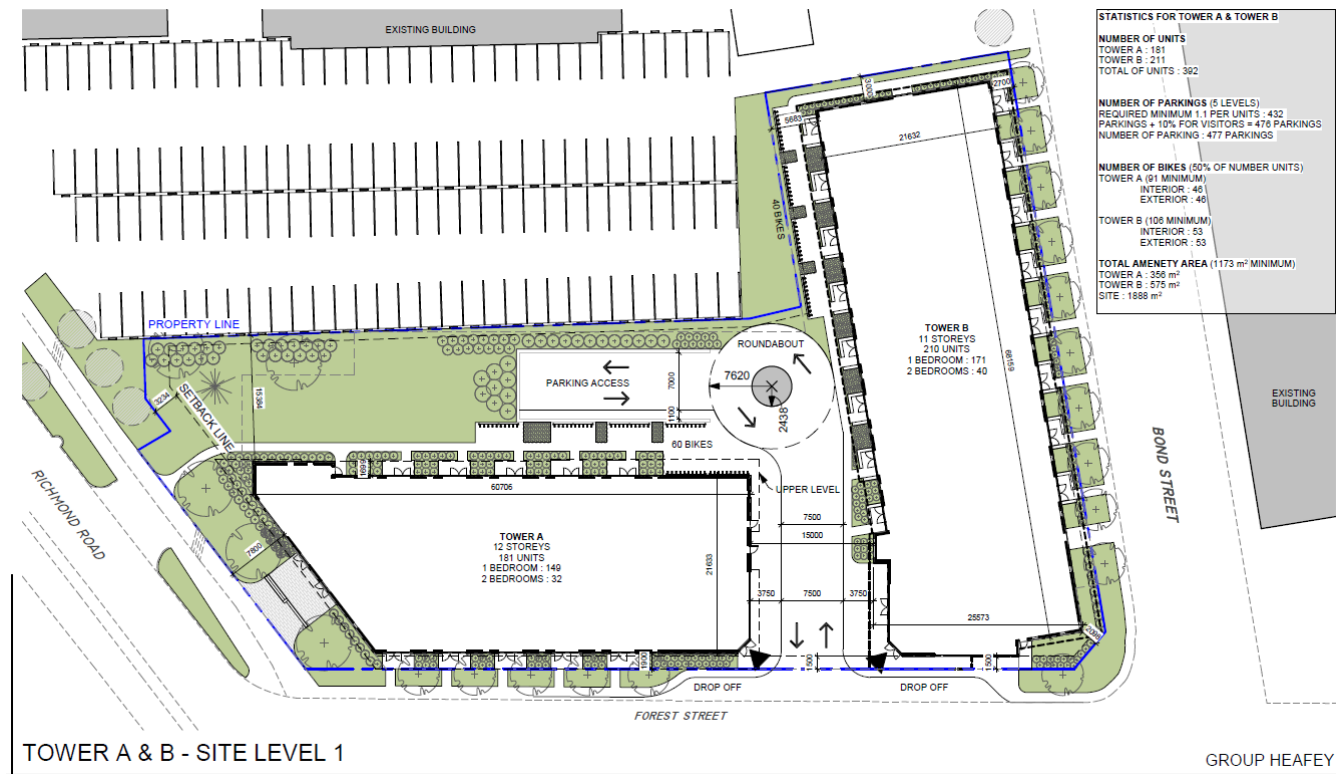 EXISTING BUILDING
STATISTICS FOR TOWER A & TOWER B
NUMBER OF UNITS
TOWER A : 181
TOWER B : 211
TOTAL OF UNITS : 392
NUMBER OF PARKINGS (5 LEVELS)
REQUIRED MINIMUM 1.1 PER UNITS : 432
PARKINGS + 10% FOR VISITORS = 476 PARKINGS
NUMBER OF PARKING : 477 PARKINGS
NUMBER OF BIKES (50% OF NUMBER UNITS)
TOWER A (91 MINIMUM)
INTERIOR : 46
EXTERIOR : 46
TOWER B (106 MINIMUM)
INTERIOR : 53
EXTERIOR : 53
TOTAL AMENETY AREA (1173 m² MINIMUM)
TOWER A : 356 m²
TOWER B : 575 m²
SITE : 1888 m²
3000
2700
5683
21632
40 BIKES
PROPERTY LINE
ROUNDABOUT
TOWER B
11 STOREYS
210 UNITS
1 BEDROOM : 171
2 BEDROOMS : 40
68159
PARKING ACCESS
7000
1100
7620
2438
15364
3234
SETBACK LINE
60 BIKES
EXISTING
BUILDING
BOND STREET
RICHMOND ROAD
60706
UPPER LEVEL
7500
15000
TOWER A
12 STOREYS
181 UNITS
1 BEDROOM : 149
2 BEDROOMS : 32
7800
21633
3750
7500
3750
25573
1900
1500
1500
DROP OFF
DROP OFF
FOREST STREET
TOWER A & B - SITE LEVEL 1
GROUP HEAFEY